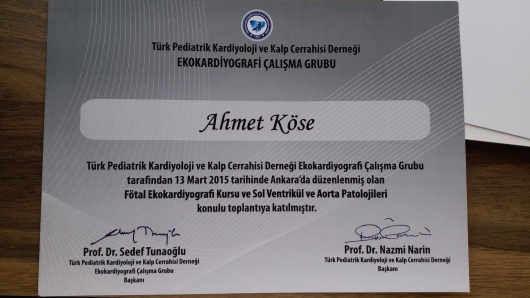 Türk Pediatrik Kardiyoloji ve Kalp Cerrahisi Derneği
EKOKARDİYOGRAFİ ÇALIŞMA GRUBU
Ahmet Köse
Türk Pediatrik Kardiyoloji ve Kalp Cerrahisi Derneği Ekokardiyografi Çalışma Grubu
tarafından 13 Mart 2015 tarihinde Ankara'da düzenlenmiş olan
Fötal Ekokardiyografi Kursu ve Sol Ventrikül ve Aorta Patolojileri
konulu toplantıya katılmıştır.
Prof. Dr. Sedef Tunaoğlu
Türk Pediatrik Kardiyoloji ve Kalp Cerrahisi Derneği
Ekokardiyografi Çalışma Grubu
Başkanı
Prof. Dr. Nazmi Narin
Türk Pediatrik Kardiyoloji ve Kalp Cerrahisi Derneği
Başkanı